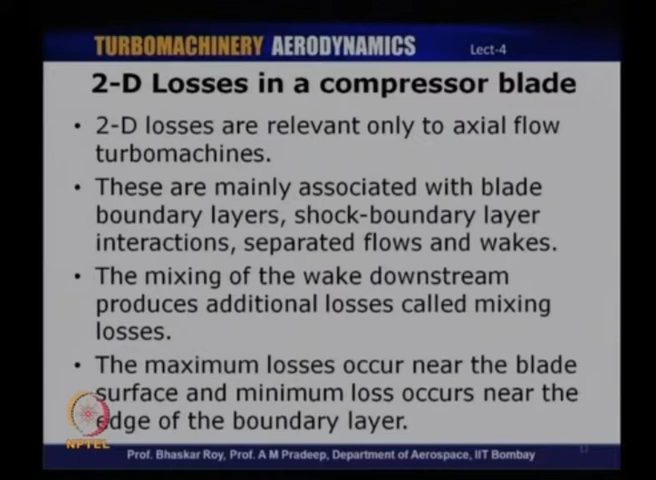 TURBOMACHINERY AERODYNAMICS Lect-4
2-D Losses in a compressor blade
• 2-D losses are relevant only to axial flow
turbomachines.
• These are mainly associated with blade
boundary layers, shock-boundary layer
interactions, separated flows and wakes.
• The mixing of the wake downstream
produces additional losses called mixing
losses.
• The maximum losses occur near the blade
surface and minimum loss occurs near the
edge of the boundary layer.
NPTEL
Prof. Bhaskar Roy, Prof. A M Pradeep, Department of Aerospace, IIT Bombay